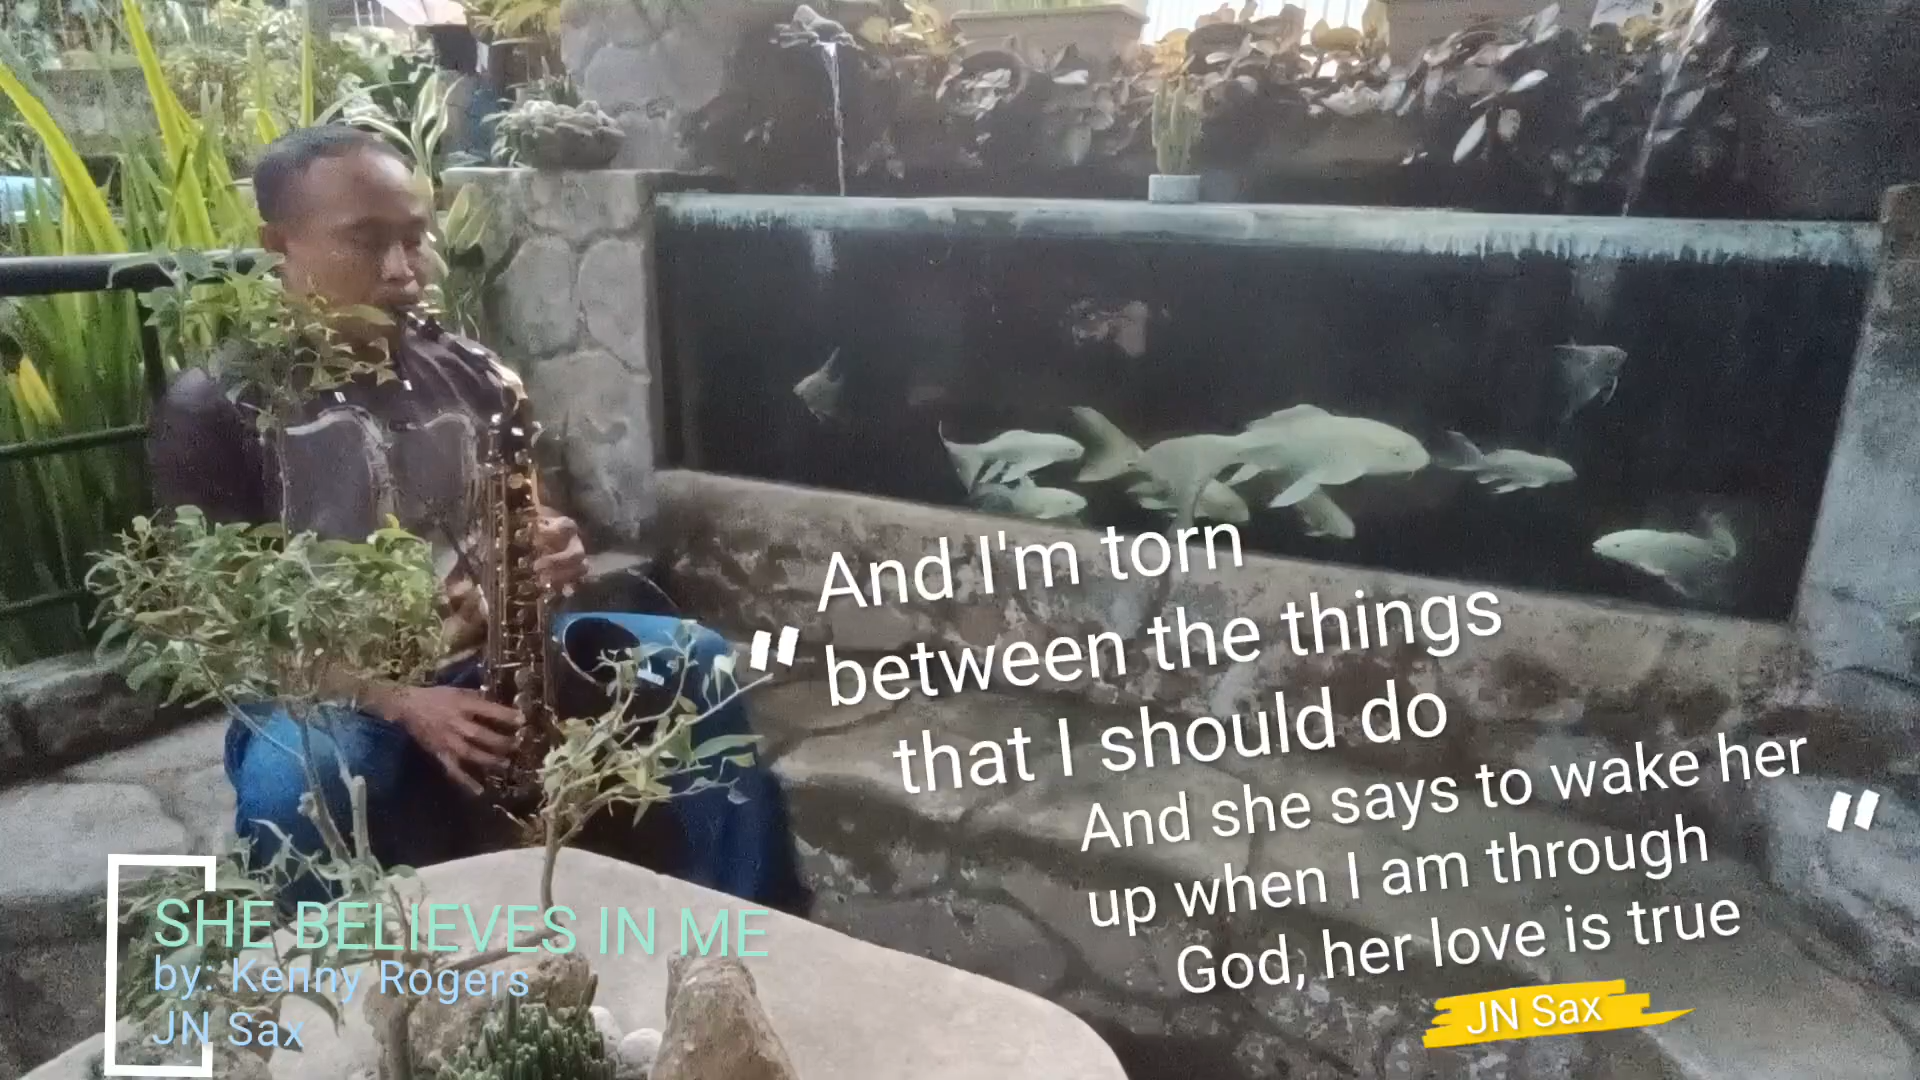 "And I'm torn
between the things
that I should do
And she says to wake her
up when I am through
God, her love is true"
JN Sax
SHE BELIEVES IN ME
by: Kenny Rogers
JN Sax